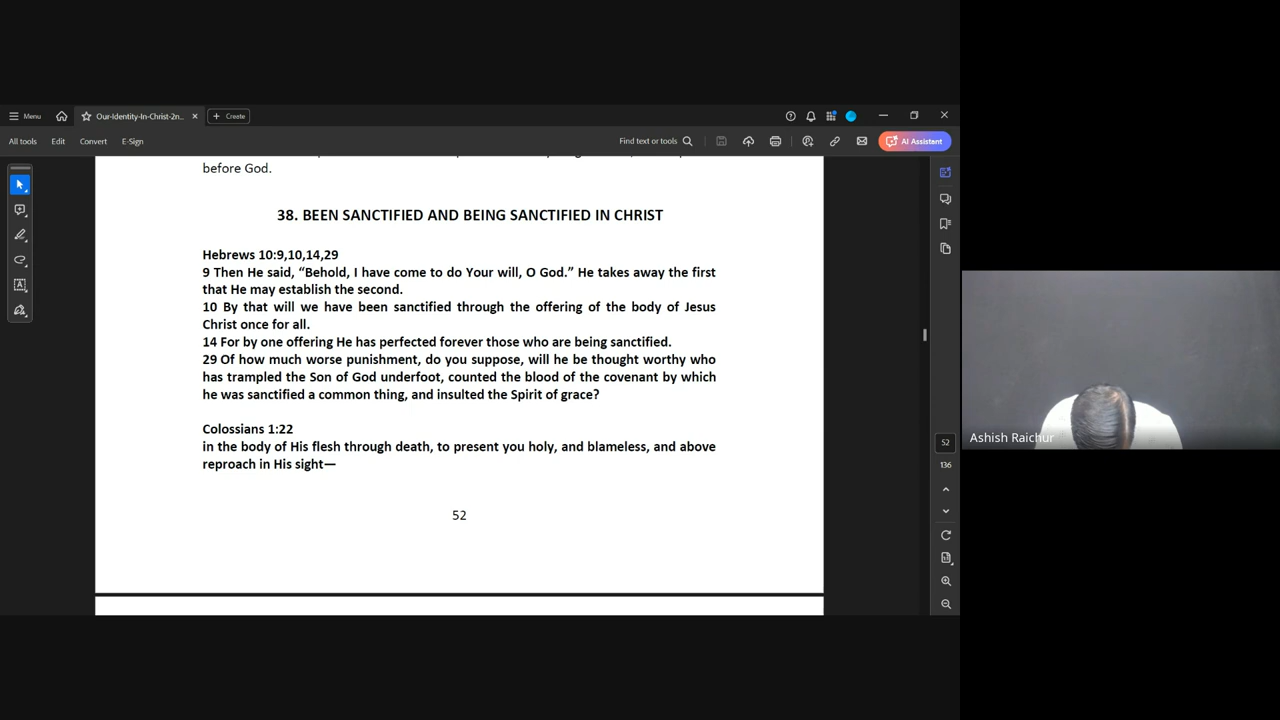 Menu
Our-Identity-In-Christ-2n...
Create
All tools
Edit
Convert
E-Sign
Find text or tools
AI Assistant
before God.
38. BEEN SANCTIFIED AND BEING SANCTIFIED IN CHRIST
Hebrews 10:9,10,14,29
9 Then He said, “Behold, I have come to do Your will, O God.” He takes away the first
that He may establish the second.
10 By that will we have been sanctified through the offering of the body of Jesus
Christ once for all.
14 For by one offering He has perfected forever those who are being sanctified.
29 Of how much worse punishment, do you suppose, will he be thought worthy who
has trampled the Son of God underfoot, counted the blood of the covenant by which
he was sanctified a common thing, and insulted the Spirit of grace?
Colossians 1:22
in the body of His flesh through death, to present you holy, and blameless, and above
reproach in His sight—
52
52
136
Ashish Raichur